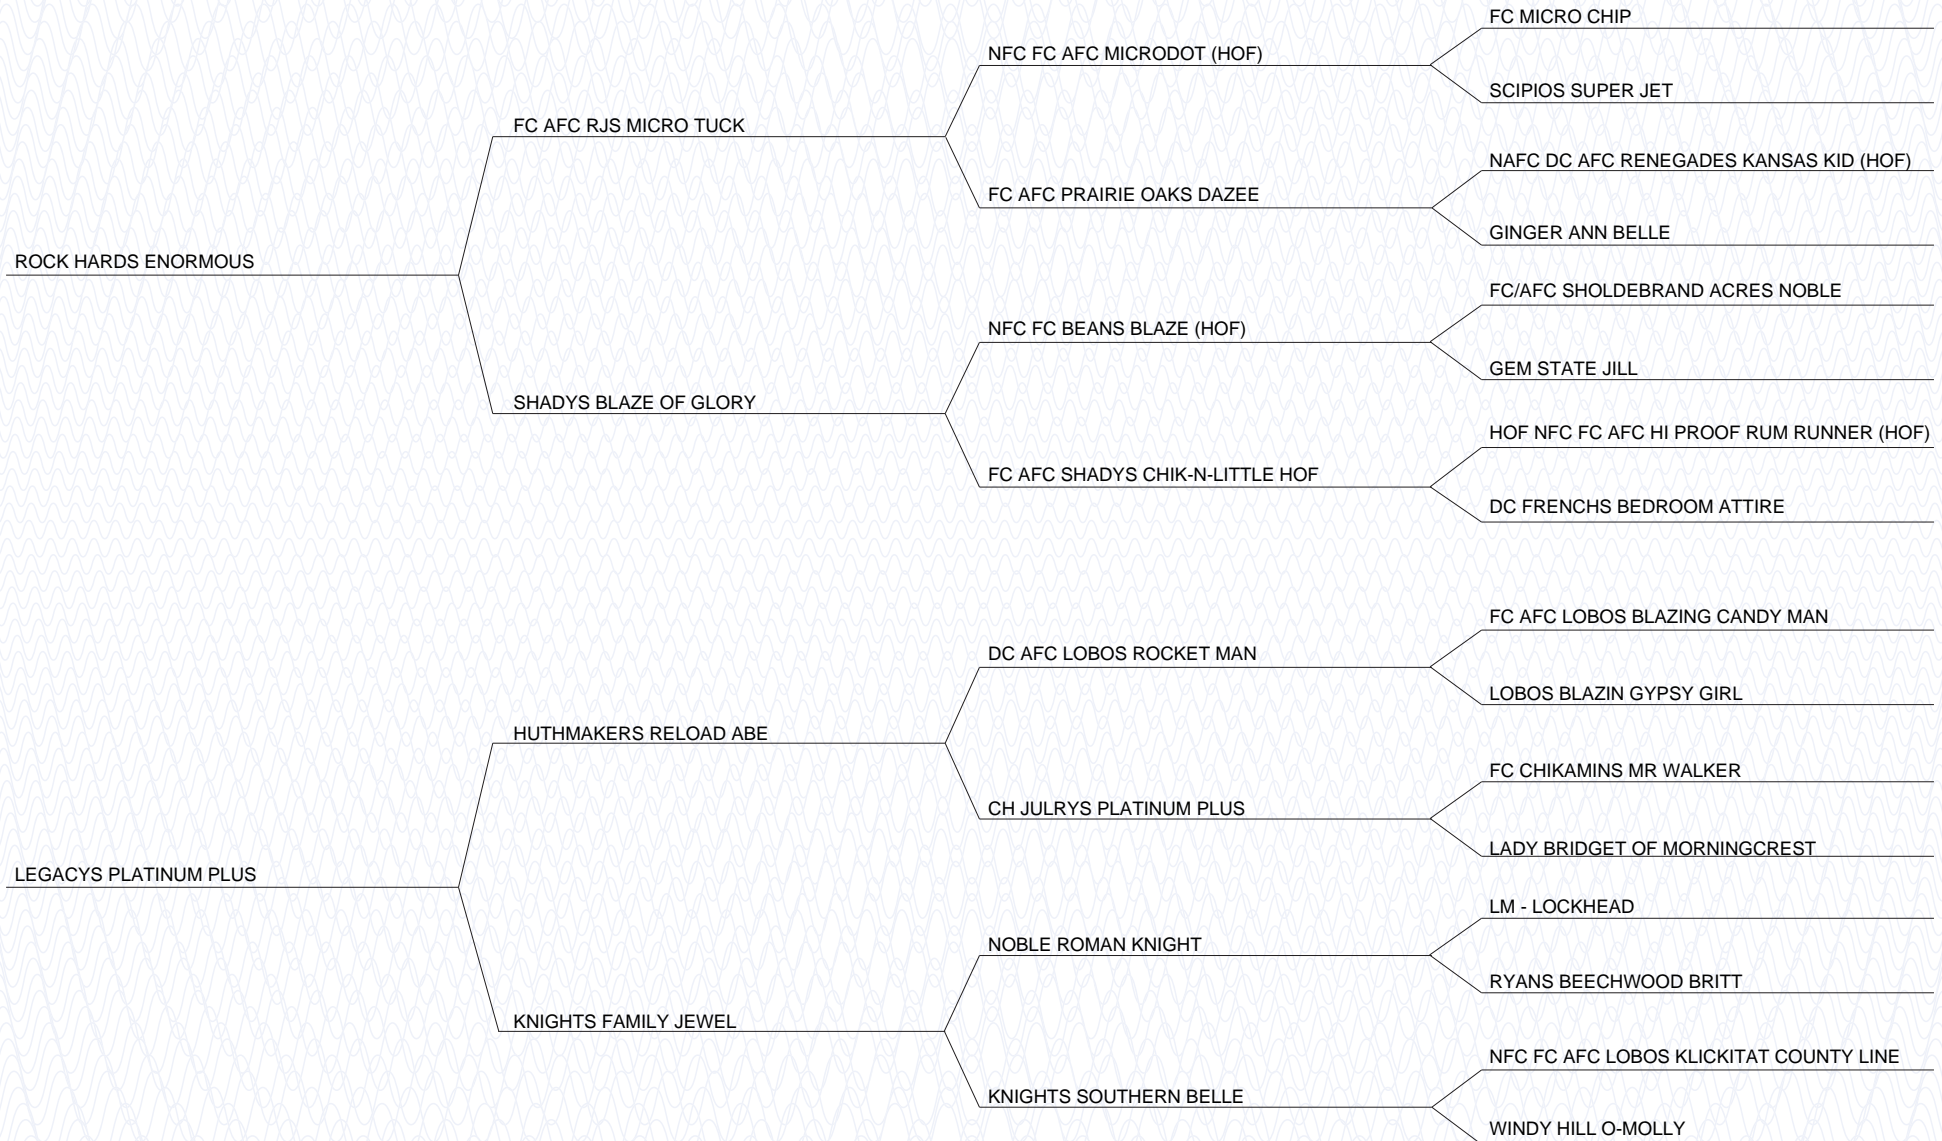 FC MICRO CHIP
NFC FC AFC MICRODOT (HOF)
SCIPIOS SUPER JET
FC AFC RJS MICRO TUCK
NAFC DC AFC RENEGADES KANSAS KID (HOF)
FC AFC PRAIRIE OAKS DAZEE
GINGER ANN BELLE
ROCK HARDS ENORMOUS
FC/AFC SHOLDEBRAND ACRES NOBLE
NFC FC BEANS BLAZE (HOF)
GEM STATE JILL
SHADYS BLAZE OF GLORY
HOF NFC FC AFC HI PROOF RUM RUNNER (HOF)
FC AFC SHADYS CHIK-N-LITTLE HOF
DC FRENCHS BEDROOM ATTIRE
FC AFC LOBOS BLAZING CANDY MAN
DC AFC LOBOS ROCKET MAN
LOBOS BLAZIN GYPSY GIRL
HUTHMAKERS RELOAD ABE
FC CHIKAMINS MR WALKER
CH JULRYS PLATINUM PLUS
LADY BRIDGET OF MORNINGCREST
LEGACYS PLATINUM PLUS
LM - LOCKHEAD
NOBLE ROMAN KNIGHT
RYANS BEECHWOOD BRITT
KNIGHTS FAMILY JEWEL
NFC FC AFC LOBOS KLICKITAT COUNTY LINE
KNIGHTS SOUTHERN BELLE
WINDY HILL O-MOLLY